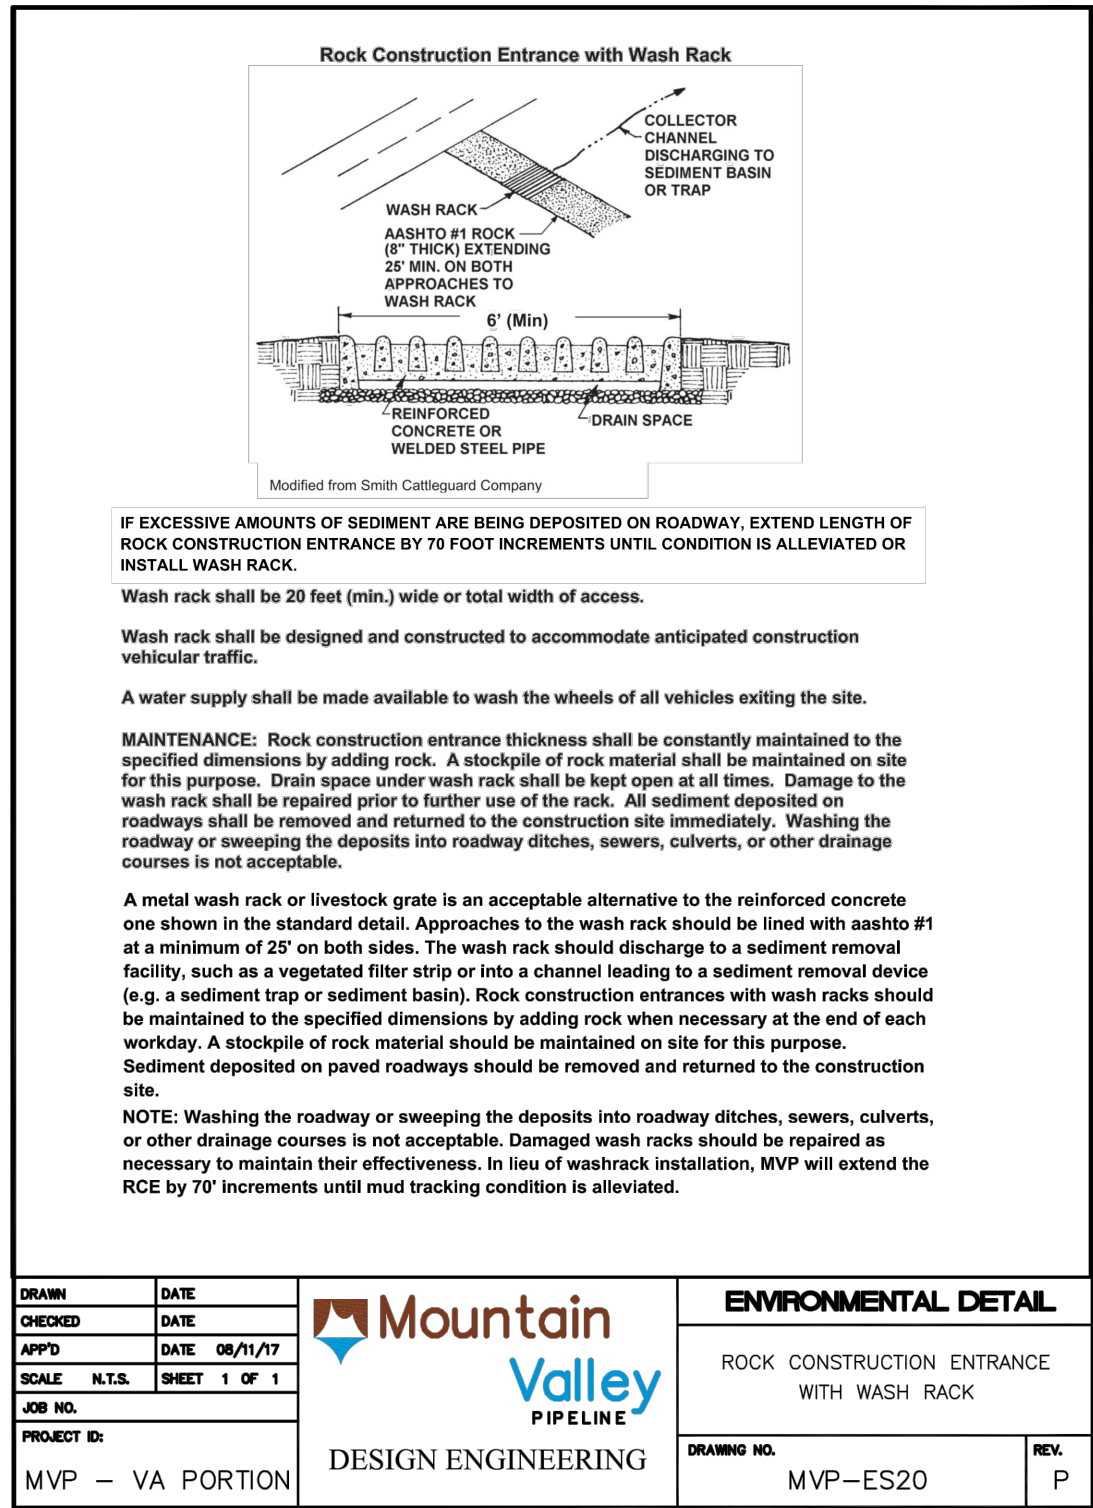 Rock Construction Entrance with Wash Rack
COLLECTOR
CHANNEL
DISCHARGING TO
SEDIMENT BASIN
OR TRAP
WASH RACK
AASHTO #1 ROCK
(8" THICK) EXTENDING
25' MIN. ON BOTH
APPROACHES TO
WASH RACK
6’ (Min)
REINFORCED
CONCRETE OR
WELDED STEEL PIPE
DRAIN SPACE
Modified from Smith Cattleguard Company
IF EXCESSIVE AMOUNTS OF SEDIMENT ARE BEING DEPOSITED ON ROADWAY, EXTEND LENGTH OF
ROCK CONSTRUCTION ENTRANCE BY 70 FOOT INCREMENTS UNTIL CONDITION IS ALLEVIATED OR
INSTALL WASH RACK.
Wash rack shall be 20 feet (min.) wide or total width of access.
Wash rack shall be designed and constructed to accommodate anticipated construction
vehicular traffic.
A water supply shall be made available to wash the wheels of all vehicles exiting the site.
MAINTENANCE: Rock construction entrance thickness shall be constantly maintained to the
specified dimensions by adding rock. A stockpile of rock material shall be maintained on site
for this purpose. Drain space under wash rack shall be kept open at all times. Damage to the
wash rack shall be repaired prior to further use of the rack. All sediment deposited on
roadways shall be removed and returned to the construction site immediately. Washing the
roadway or sweeping the deposits into roadway ditches, sewers, culverts, or other drainage
courses is not acceptable.
A metal wash rack or livestock grate is an acceptable alternative to the reinforced concrete
one shown in the standard detail. Approaches to the wash rack should be lined with aashto #1
at a minimum of 25' on both sides. The wash rack should discharge to a sediment removal
facility, such as a vegetated filter strip or into a channel leading to a sediment removal device
(e.g. a sediment trap or sediment basin). Rock construction entrances with wash racks should
be maintained to the specified dimensions by adding rock when necessary at the end of each
workday. A stockpile of rock material should be maintained on site for this purpose.
Sediment deposited on paved roadways should be removed and returned to the construction
site.
NOTE: Washing the roadway or sweeping the deposits into roadway ditches, sewers, culverts,
or other drainage courses is not acceptable. Damaged wash racks should be repaired as
necessary to maintain their effectiveness. In lieu of washrack installation, MVP will extend the
RCE by 70' increments until mud tracking condition is alleviated.
DRAWN DATE
CHECKED DATE
APP'D DATE 08/11/17
SCALE N.T.S. SHEET 1 OF 1
JOB NO.
PROJECT ID:
MVP - VA PORTION
Mountain
Valley
PIPELINE
DESIGN ENGINEERING
ENVIRONMENTAL DETAIL
ROCK CONSTRUCTION ENTRANCE
WITH WASH RACK
DRAWING NO.
MVP-ES20
REV.
P